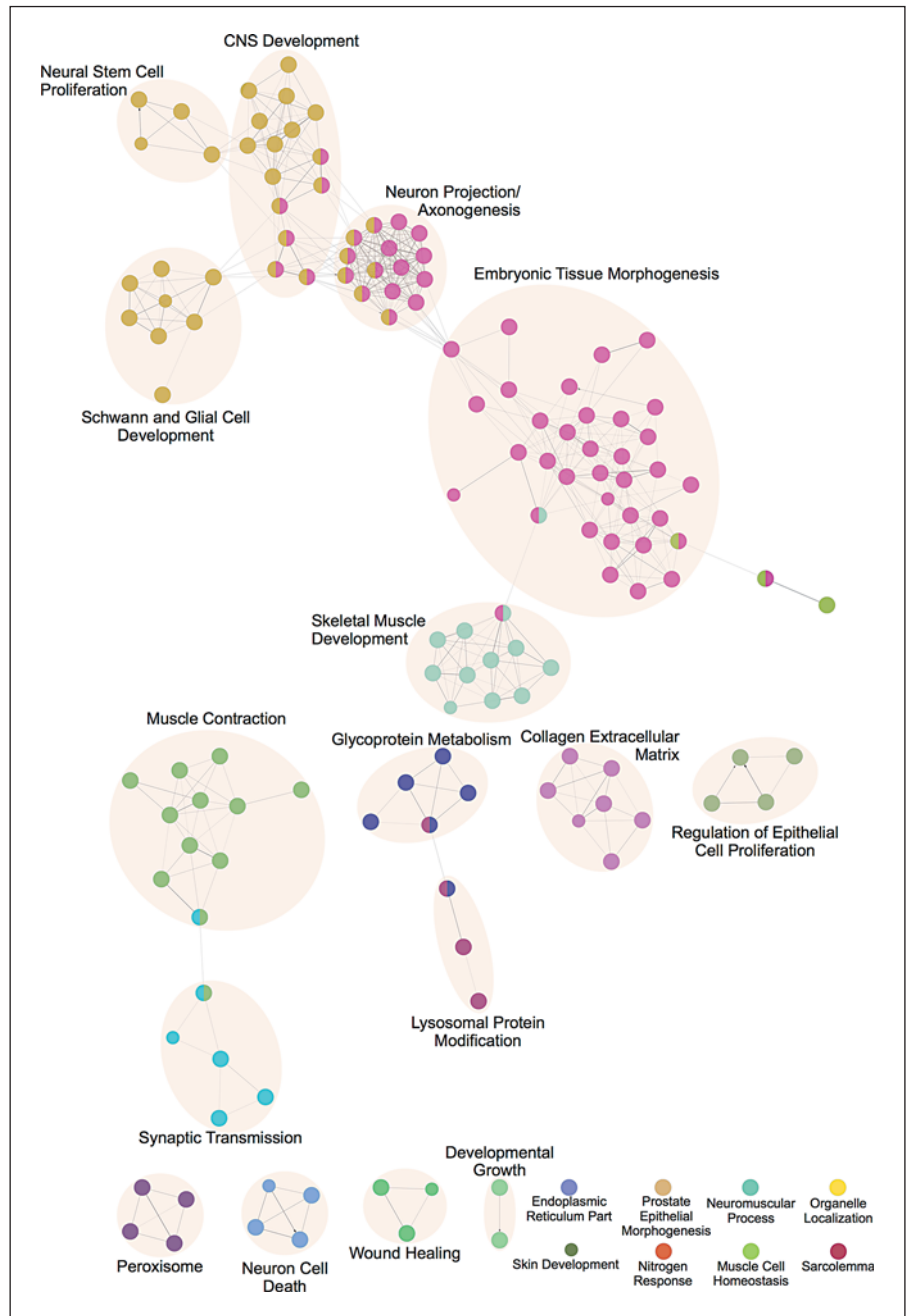 CNS Development
Neural Stem Cell
Proliferation
Neuron Projection/
Axonogenesis
Embryonic Tissue Morphogenesis
Schwann and Glial Cell
Development
Skeletal Muscle
Development
Muscle Contraction
Glycoprotein Metabolism
Collagen Extracellular
Matrix
Regulation of Epithelial
Cell Proliferation
Lysosomal Protein
Modification
Synaptic Transmission
Developmental
Growth
Peroxisome
Neuron Cell
Death
Wound Healing
Endoplasmic
Reticulum Part
Prostate
Epithelial
Morphogenesis
Neuromuscular
Process
Organelle
Localization
Skin Development
Nitrogen
Response
Muscle Cell
Homeostasis
Sarcolemma